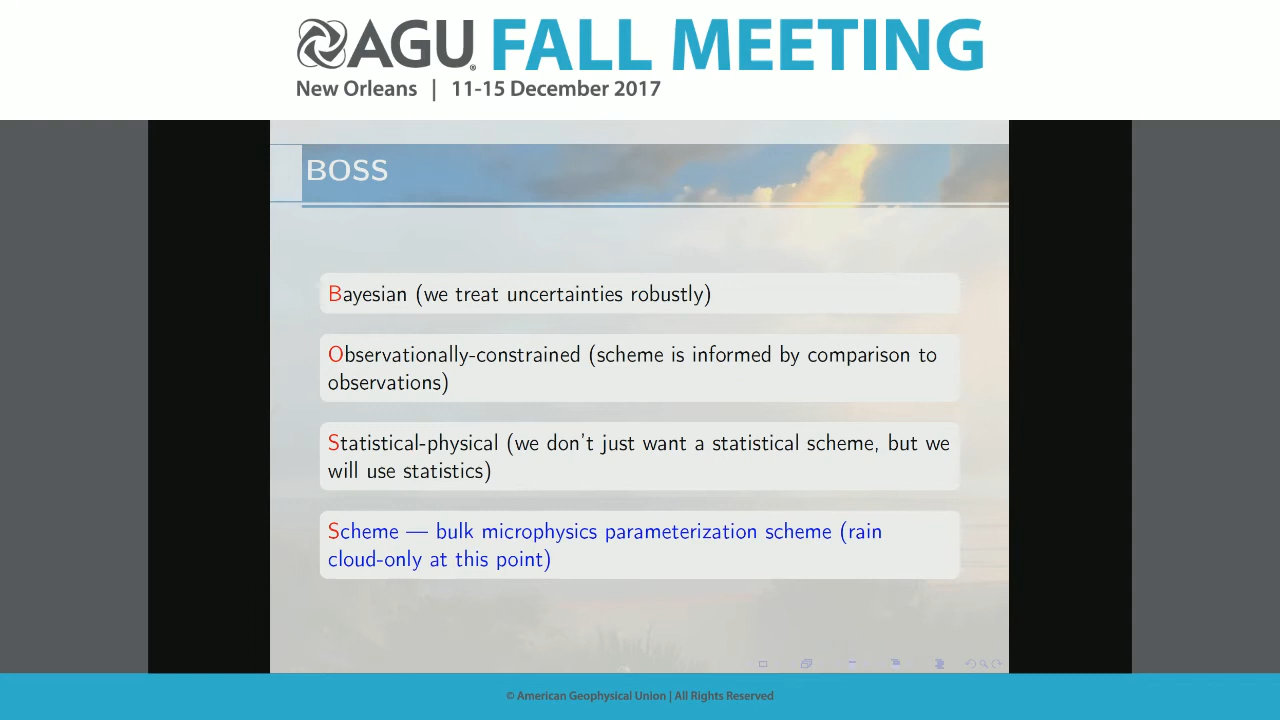 AGU FALL MEETING
New Orleans | 11-15 December 2017
BOSS
Bayesian (we treat uncertainties robustly)
Observationally-constrained (scheme is informed by comparison to
observations)
Statistical-physical (we don't just want a statistical scheme, but we
will use statistics)
Scheme — bulk microphysics parameterization scheme (rain
cloud-only at this point)
© American Geophysical Union | All Rights Reserved